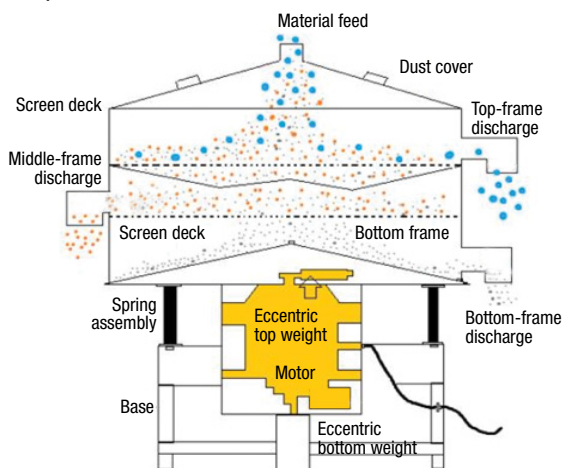 Material feed
Dust cover
Screen deck
Top-frame
discharge
Middle-frame
discharge
Screen deck
Bottom frame
Spring
assembly
Eccentric
top weight
Bottom-frame
discharge
Motor
Base
Eccentric
bottom weight